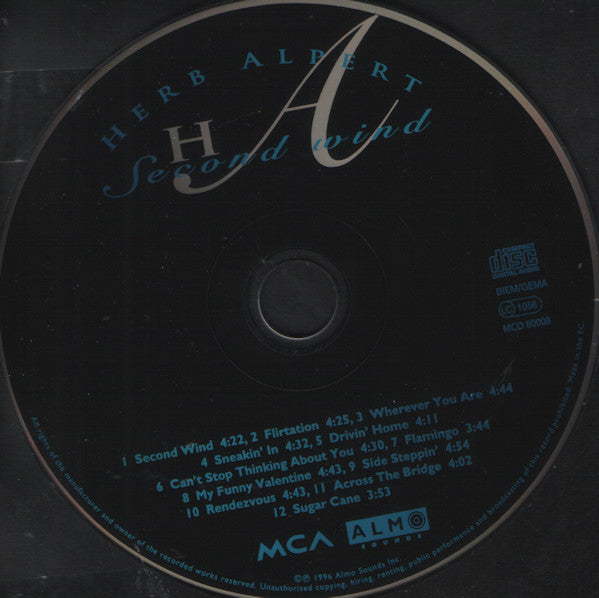 HERB ALPERT
HA
Second wind
COMPACT
disc
DIGITAL AUDIO
BIEM/GEMA
LC 1056
MCD 60008
1 Second Wind 4:22, 2 Flirtation 4:25, 3 Wherever You Are 4:44
4 Sneakin' In 4:32, 5 Drivin' Home 4:11
6 Can't Stop Thinking About You 4:30, 7 Flamingo 3:44
8 My Funny Valentine 4:43, 9 Side Steppin' 4:54
10 Rendezvous 4:43, 11 Across The Bridge 4:02
12 Sugar Cane 3:53
MCA ALMO
SOUNDS
©℗ 1996 Almo Sounds Inc.
All rights of the manufacturer and owner of the recorded works reserved. Unauthorised copying, hiring, renting, public performance and broadcasting of this record prohibited. Made in the EC.